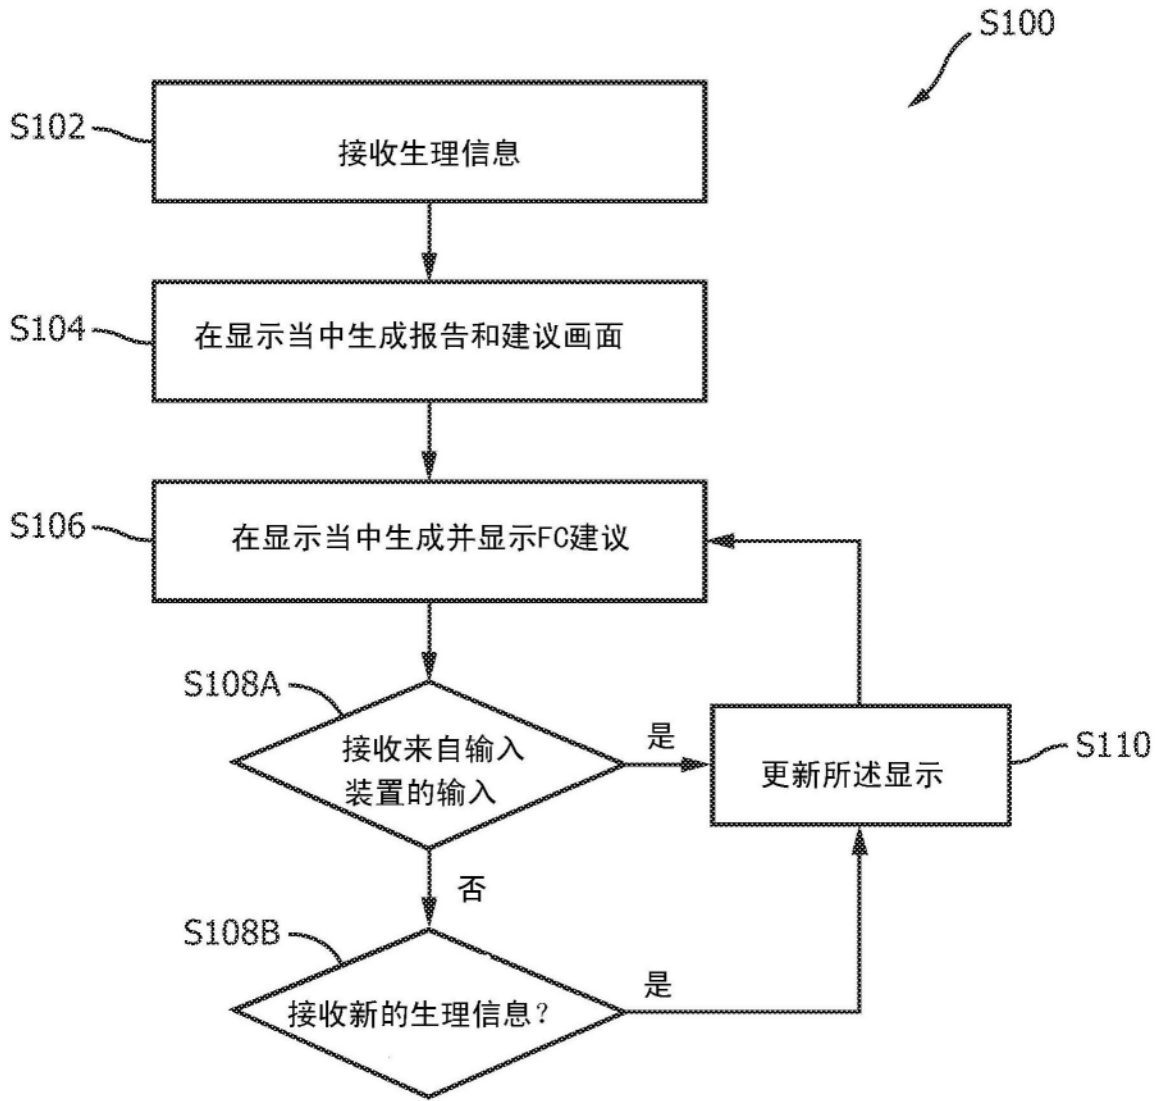 S100
S102
接收生理信息
S104
在显示当中生成报告和建议画面
S106
在显示当中生成并显示FC建议
S108A
接收来自输入
装置的输入
是
更新所述显示
S110
否
S108B
接收新的生理信息？
是